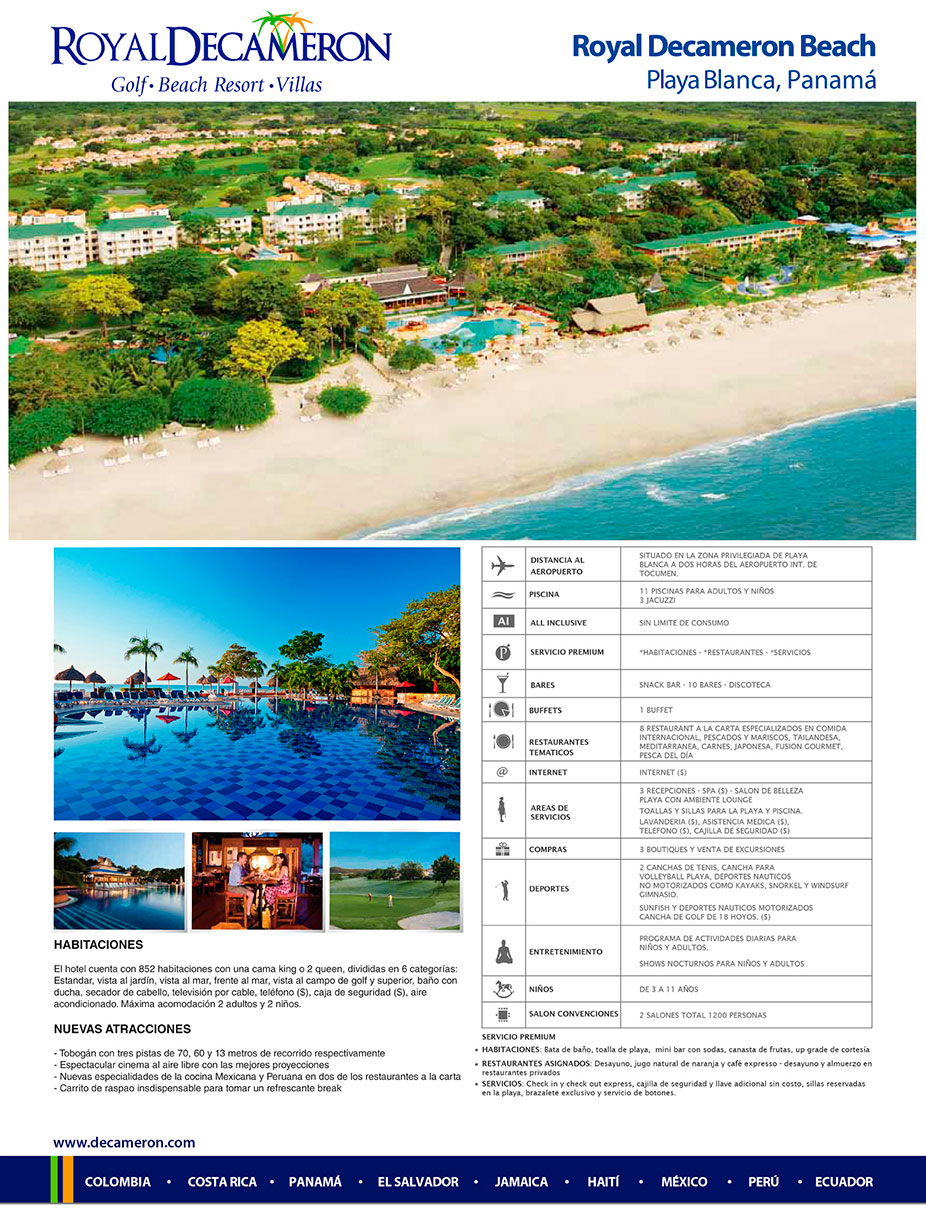 ROYAL DECAMERON
Golf · Beach Resort · Villas
Royal Decameron Beach
Playa Blanca, Panamá
DISTANCIA AL
AEROPUERTO
SITUADO EN LA ZONA PRIVILEGIADA DE PLAYA
BLANCA A DOS HORAS DEL AEROPUERTO INT. DE
TOCUMEN.
PISCINA
11 PISCINAS PARA ADULTOS Y NIÑOS
3 JACUZZI
AI
ALL INCLUSIVE
SIN LIMITE DE CONSUMO
P
SERVICIO PREMIUM
*HABITACIONES - *RESTAURANTES - *SERVICIOS
BARES
SNACK BAR - 10 BARES - DISCOTECA
BUFFETS
1 BUFFET
RESTAURANTES
TEMATICOS
8 RESTAURANT A LA CARTA ESPECIALIZADOS EN COMIDA
INTERNACIONAL, PESCADOS Y MARISCOS, TAILANDESA,
MEDITARRANEA, CARNES, JAPONESA, FUSION GOURMET,
PESCA DEL DÍA
@
INTERNET
INTERNET ($)
AREAS DE
SERVICIOS
3 RECEPCIONES - SPA ($) - SALON DE BELLEZA
PLAYA CON AMBIENTE LOUNGE
TOALLAS Y SILLAS PARA LA PLAYA Y PISCINA.
LAVANDERIA ($), ASISTENCIA MEDICA ($),
TELEFONO ($), CAJILLA DE SEGURIDAD ($)
COMPRAS
3 BOUTIQUES Y VENTA DE EXCURSIONES
DEPORTES
2 CANCHAS DE TENIS, CANCHA PARA
VOLLEYBALL PLAYA, DEPORTES NAUTICOS
NO MOTORIZADOS COMO KAYAKS, SNORKEL Y WINDSURF
GIMNASIO.
SUNFISH Y DEPORTES NAUTICOS MOTORIZADOS
CANCHA DE GOLF DE 18 HOYOS. ($)
ENTRETENIMIENTO
PROGRAMA DE ACTIVIDADES DIARIAS PARA
NIÑOS Y ADULTOS.
SHOWS NOCTURNOS PARA NIÑOS Y ADULTOS
NIÑOS
DE 3 A 11 AÑOS
SALON CONVENCIONES
2 SALONES TOTAL 1200 PERSONAS
HABITACIONES
El hotel cuenta con 852 habitaciones con una cama king o 2 queen, divididas en 6 categorías:
Estandar, vista al jardín, vista al mar, frente al mar, vista al campo de golf y superior, baño con
ducha, secador de cabello, televisión por cable, teléfono ($), caja de seguridad (S), aire
acondicionado. Máxima acomodación 2 adultos y 2 niños.
NUEVAS ATRACCIONES
- Tobogán con tres pistas de 70, 60 y 13 metros de recorrido respectivamente
- Espectacular cinema al aire libre con las mejores proyecciones
- Nuevas especialidades de la cocina Mexicana y Peruana en dos de los restaurantes a la carta
- Carrito de raspao insdispensable para tomar un refrescante break
SERVICIO PREMIUM
• HABITACIONES: Bata de baño, toalla de playa, mini bar con sodas, canasta de frutas, up grade de cortesía
• RESTAURANTES ASIGNADOS: Desayuno, jugo natural de naranja y café expresso - desayuno y almuerzo en
restaurantes privados
• SERVICIOS: Check in y check out express, cajilla de seguridad y llave adicional sin costo, sillas reservadas
en la playa, brazalete exclusivo y servicio de botones.
www.decameron.com
COLOMBIA • COSTA RICA • PANAMÁ • EL SALVADOR • JAMAICA • HAITÍ • MÉXICO • PERÚ • ECUADOR